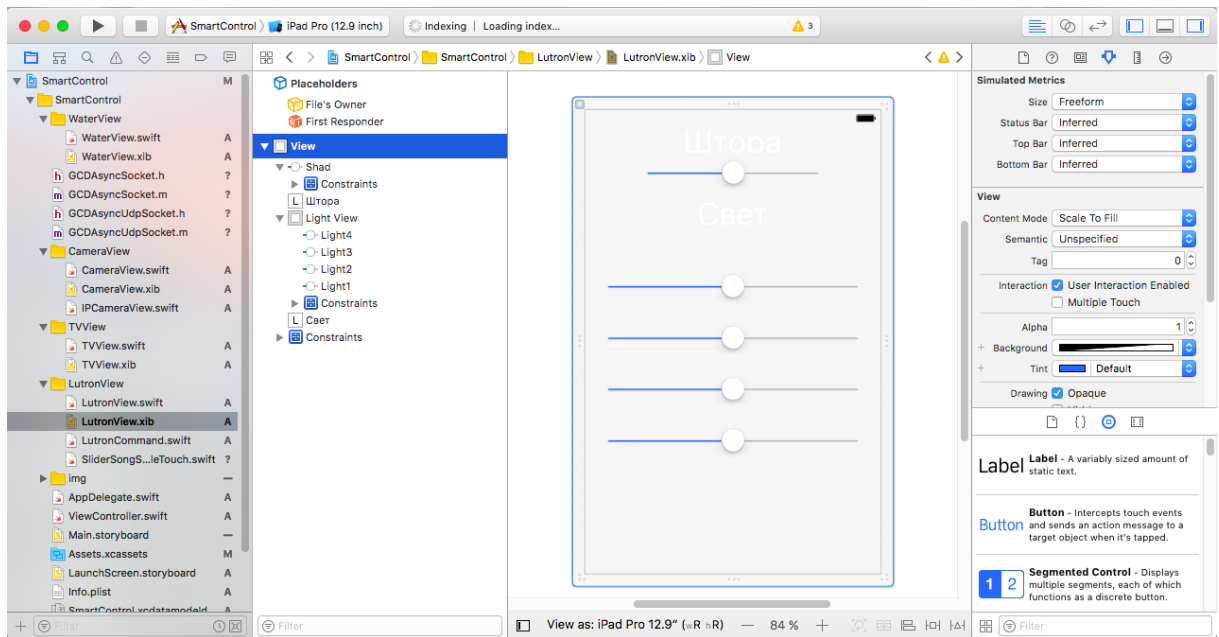 SmartControl
iPad Pro (12.9 inch)
Indexing | Loading index...
3
SmartControl
SmartControl
LutronView
LutronView.xib
View
SmartControl M
SmartControl
WaterView
WaterView.swift A
WaterView.xib A
GCDAsyncSocket.h ?
GCDAsyncSocket.m ?
GCDAsyncUdpSocket.h ?
GCDAsyncUdpSocket.m ?
CameraView
CameraView.swift A
CameraView.xib A
IPCameraView.swift A
TVView
TVView.swift A
TVView.xib A
LutronView
LutronView.swift A
LutronView.xib A
LutronCommand.swift A
SliderSongS...leTouch.swift ?
img —
AppDelegate.swift A
ViewController.swift A
Main.storyboard —
Assets.xcassets M
LaunchScreen.storyboard A
Info.plist A
SmartControl.xcdatamodeld A
Filter
Placeholders
File's Owner
First Responder
View
Shad
Constraints
L Штора
Light View
Light4
Light3
Light2
Light1
Constraints
L Свет
Constraints
Filter
Штора
Свет
View as: iPad Pro 12.9" (wR hR) — 84 % +
Simulated Metrics
Size Freeform
Status Bar Inferred
Top Bar Inferred
Bottom Bar Inferred
View
Content Mode Scale To Fill
Semantic Unspecified
Tag 0
Interaction User Interaction Enabled
Multiple Touch
Alpha 1
Background
Tint Default
Drawing Opaque
Label
Label - A variably sized amount of
static text.
Button
Button - Intercepts touch events
and sends an action message to a
target object when it's tapped.
1 2
Segmented Control - Displays
multiple segments, each of which
functions as a discrete button.
Filter